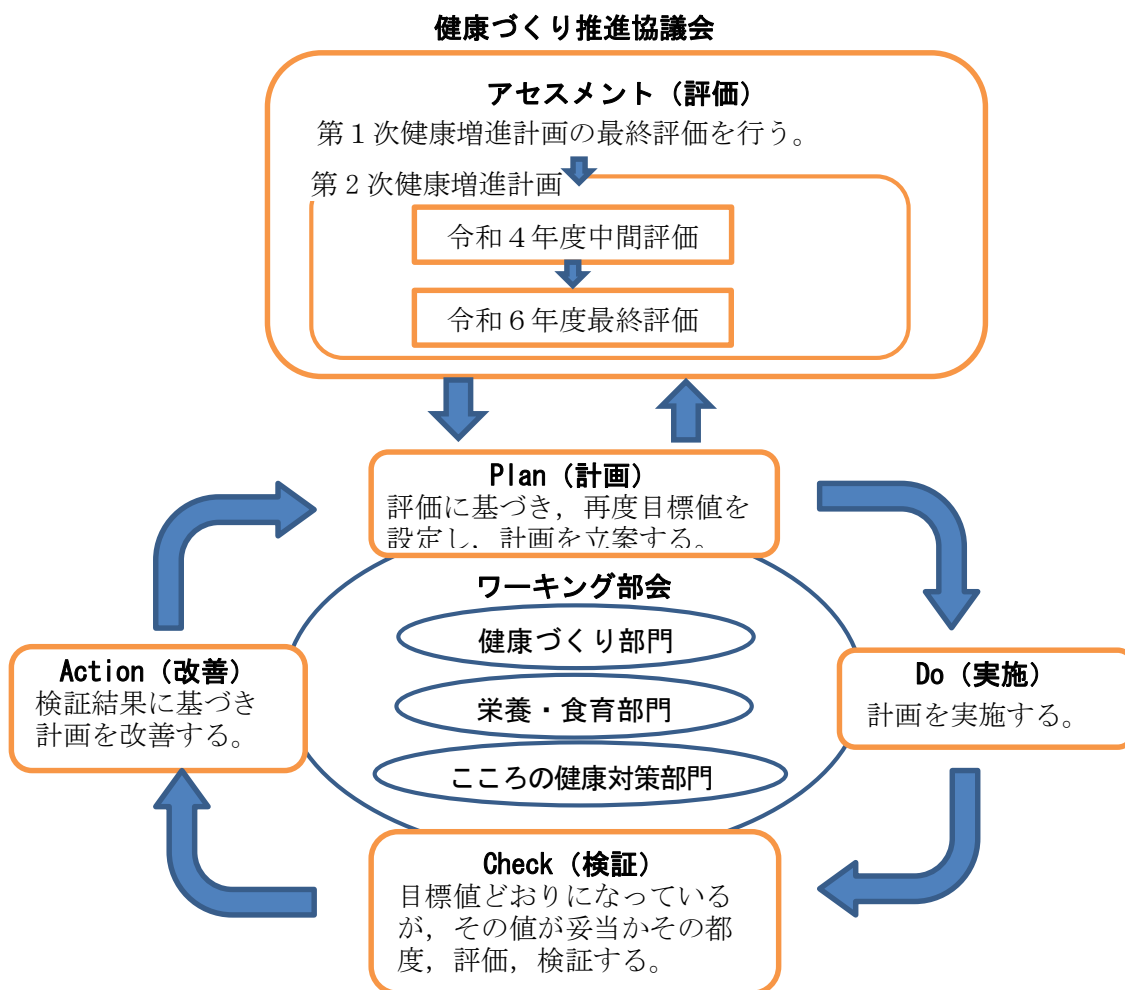 健康づくり推進協議会
アセスメント（評価）
第１次健康増進計画の最終評価を行う。
第２次健康増進計画
令和４年度中間評価
令和６年度最終評価
Plan（計画）
評価に基づき，再度目標値を
設定し，計画を立案する。
ワーキング部会
健康づくり部門
栄養・食育部門
こころの健康対策部門
Action（改善）
検証結果に基づき
計画を改善する。
Do（実施）
計画を実施する。
Check（検証）
目標値どおりになっている
が，その値が妥当かその都
度，評価，検証する。